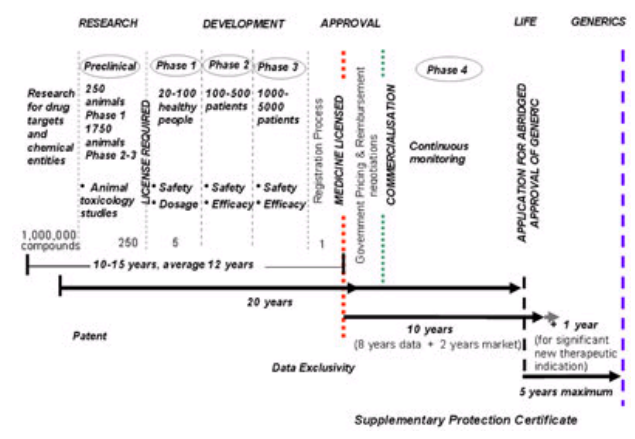 RESEARCH DEVELOPMENT APPROVAL LIFE GENERICS
Preclinical Phase 1 Phase 2 Phase 3 Phase 4
Research
for drug
targets
and
chemical
entities
250
animals
Phase 1
1750
animals
Phase 2-3
• Animal
toxicology
studies
LICENSE REQUIRED
20-100
healthy
people
• Safety
• Dosage
100-500
patients
• Safety
• Efficacy
1000-
5000
patients
• Safety
• Efficacy
Registration Process
MEDICINE LICENSED
Government Pricing & Reimbursement
negotiations
COMMERCIALISATION
Continuous
monitoring
APPLICATION FOR ABRIDGED
APPROVAL OF GENERIC
1,000,000
compounds
250 5 1
10-15 years, average 12 years
20 years
Patent
10 years
(8 years data + 2 years market)
+ 1 year
(for significant
new therapeutic
indication)
Data Exclusivity
5 years maximum
Supplementary Protection Certificate